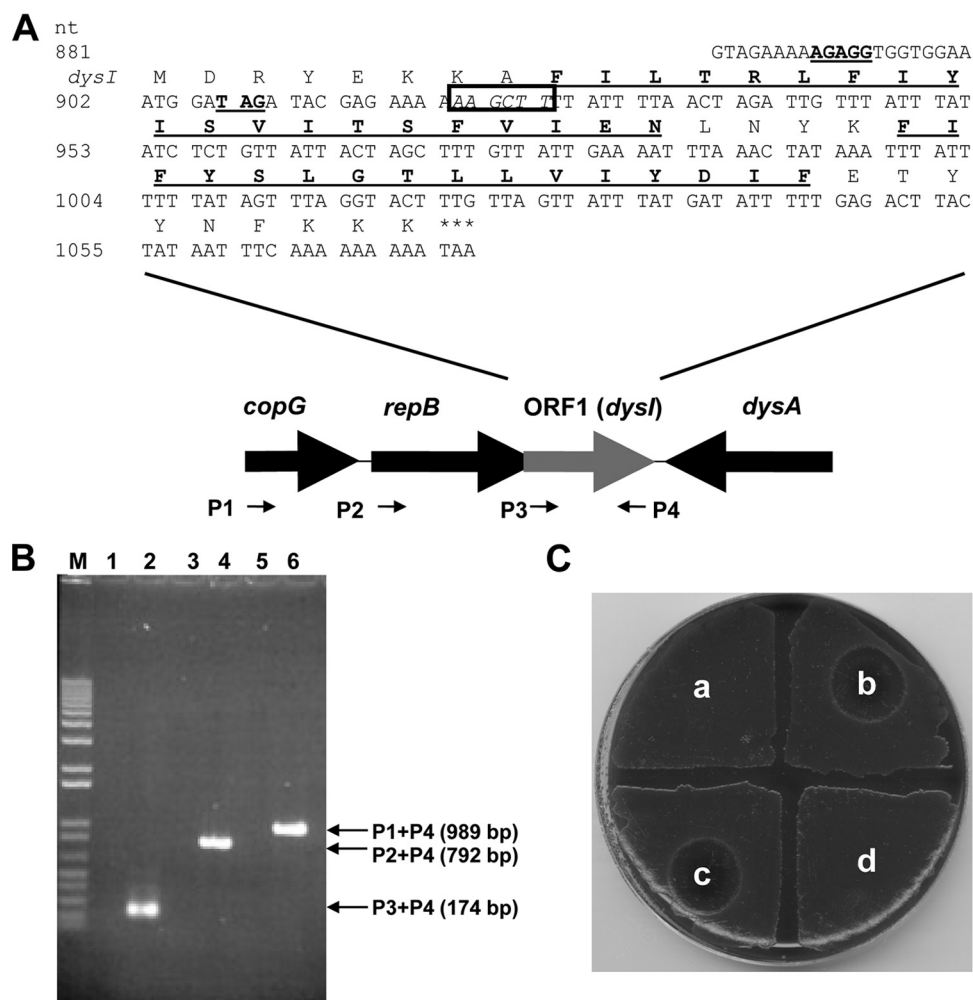 A
nt
881 GTAGAAAAAGAGGTGGTGGAA
dysI M D R Y E K K A F I L T R L F I Y
902 ATG GAT AGA TAC GAG AAA AAA GCT TTT ATT TTA ACT AGA TTG TTT ATT TAT
I S V I T S F V I E N L N Y K F I
953 ATC TCT GTT ATT ACT AGC TTT GTT ATT GAA AAT TTA AAC TAT AAA TTT ATT
F Y S L G T L L V I Y D I F E T Y
1004 TTT TAT AGT TTA GGT ACT TTG TTA GTT ATT TAT GAT ATT TTT GAG ACT TAC
Y N F K K K ***
1055 TAT AAT TTC AAA AAA AAA TAA
copG repB ORF1 (dysI) dysA
P1 P2 P3 P4
B
M 1 2 3 4 5 6
P1+P4 (989 bp)
P2+P4 (792 bp)
P3+P4 (174 bp)
C
a
b
c
d